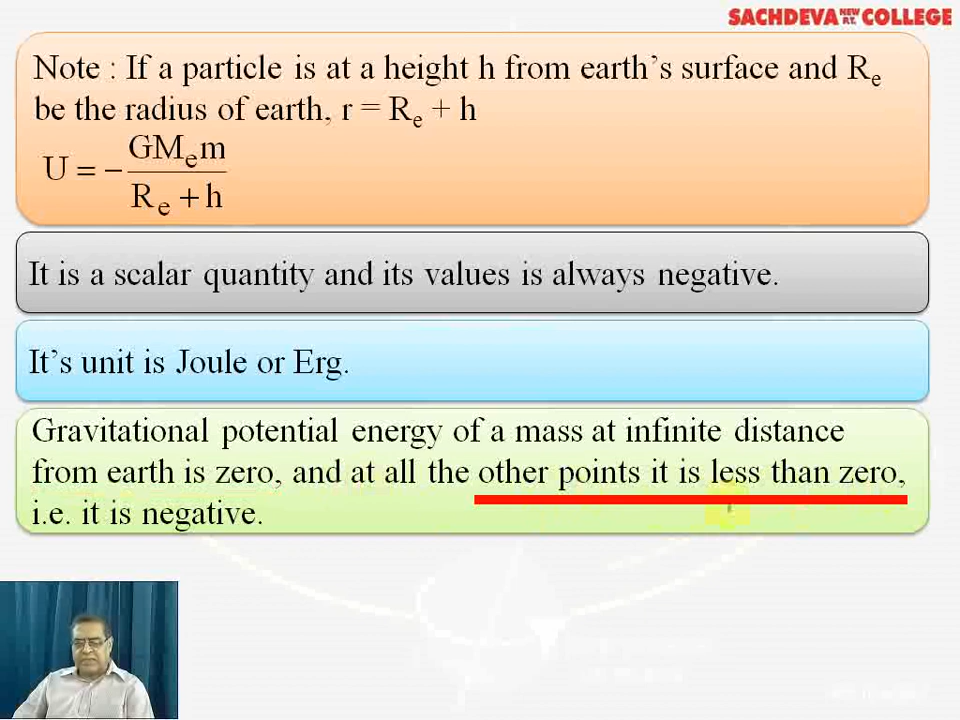 SACHDEVA NEW P.T. COLLEGE
Note : If a particle is at a height h from earth’s surface and Re
be the radius of earth, r = Re + h
U = − GMem / Re + h
It is a scalar quantity and its values is always negative.
It’s unit is Joule or Erg.
Gravitational potential energy of a mass at infinite distance
from earth is zero, and at all the other points it is less than zero,
i.e. it is negative.